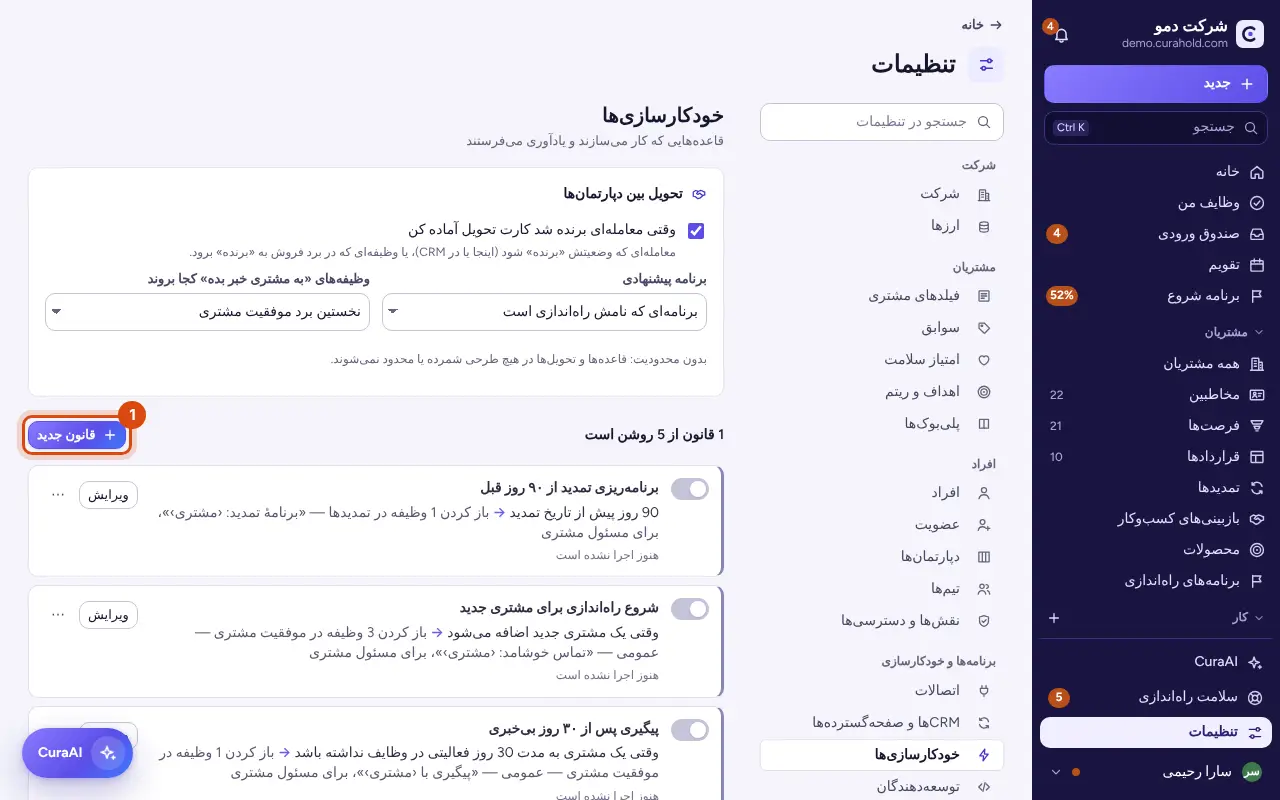 شرکت دمو
demo.curahold.com
4
جدید
جستجو
Ctrl K
خانه
وظایف من
صندوق ورودی
4
تقویم
برنامه شروع
52%
مشتریان
همه مشتریان
مخاطبین
22
فرصت‌ها
21
قراردادها
10
تمدیدها
بازبینی‌های کسب‌وکار
محصولات
برنامه‌های راه‌اندازی
کار
CuraAI
سلامت راه‌اندازی
5
تنظیمات
سر
سارا رحیمی
خانه
تنظیمات
جستجو در تنظیمات
شرکت
شرکت
ارزها
مشتریان
فیلدهای مشتری
سوابق
امتیاز سلامت
اهداف و ریتم
پلی‌بوک‌ها
افراد
افراد
عضویت
دپارتمان‌ها
تیم‌ها
نقش‌ها و دسترسی‌ها
برنامه‌ها و خودکارسازی
اتصالات
CRMها و صفحه‌گسترده‌ها
خودکارسازی‌ها
توسعه‌دهندگان
خودکارسازی‌ها
قاعده‌هایی که کار می‌سازند و یادآوری می‌فرستند
تحویل بین دپارتمان‌ها
وقتی معامله‌ای برنده شد کارت تحویل آماده کن
معامله‌ای که وضعیتش «برنده» شود (اینجا یا در CRM)، یا وظیفه‌ای که در برد فروش به «برنده» برود.
برنامه پیشنهادی
وظیفه‌های «به مشتری خبر بده» کجا بروند
برنامه‌ای که نامش راه‌اندازی است
نخستین برد موفقیت مشتری
بدون محدودیت: قاعده‌ها و تحویل‌ها در هیچ طرحی شمرده یا محدود نمی‌شوند.
1 قانون از 5 روشن است
قانون جدید
1
برنامه‌ریزی تمدید از ۹۰ روز قبل
ویرایش
90 روز پیش از تاریخ تمدید → باز کردن 1 وظیفه در تمدیدها — «برنامهٔ تمدید: ‹مشتری›»،
برای مسئول مشتری
هنوز اجرا نشده است
شروع راه‌اندازی برای مشتری جدید
ویرایش
وقتی یک مشتری جدید اضافه می‌شود → باز کردن 3 وظیفه در موفقیت مشتری —
عمومی — «تماس خوشامد: ‹مشتری›»، برای مسئول مشتری
هنوز اجرا نشده است
پیگیری پس از ۳۰ روز بی‌خبری
وقتی یک مشتری به مدت 30 روز فعالیتی در وظایف نداشته باشد → باز کردن 1 وظیفه در
موفقیت مشتری — عمومی — «پیگیری با ‹مشتری›»، برای مسئول مشتری
هنوز اجرا نشده است
CuraAI